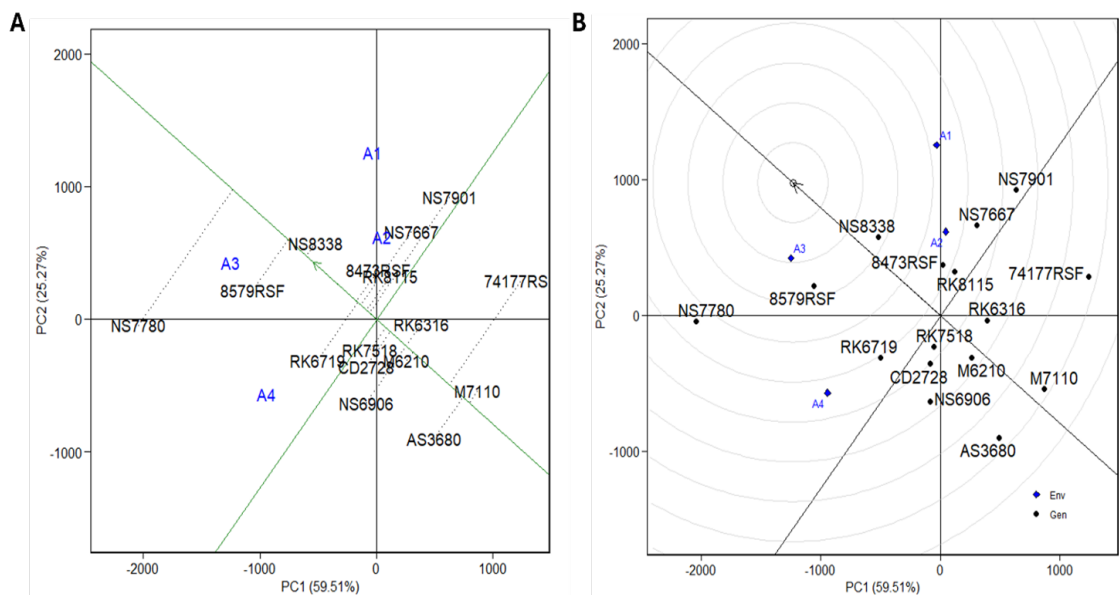 A
B
2000
1000
0
-1000
PC2 (25.27%)
A1
NS7901
NS7667
A2
NS8338
8473RSF
RK8115
A3
8579RSF
74177RS
NS7780
RK6316
RK7518
RK6719
M6210
CD2728
A4
M7110
NS6906
AS3680
-2000
-1000
0
1000
PC1 (59.51%)
2000
1000
0
-1000
PC2 (25.27%)
A1
NS7901
NS7667
NS8338
A2
A3
8473RSF
74177RSF
RK8115
8579RSF
NS7780
RK6316
RK7518
RK6719
CD2728
M6210
M7110
A4
NS6906
AS3680
Env
Gen
-2000
-1000
0
1000
PC1 (59.51%)